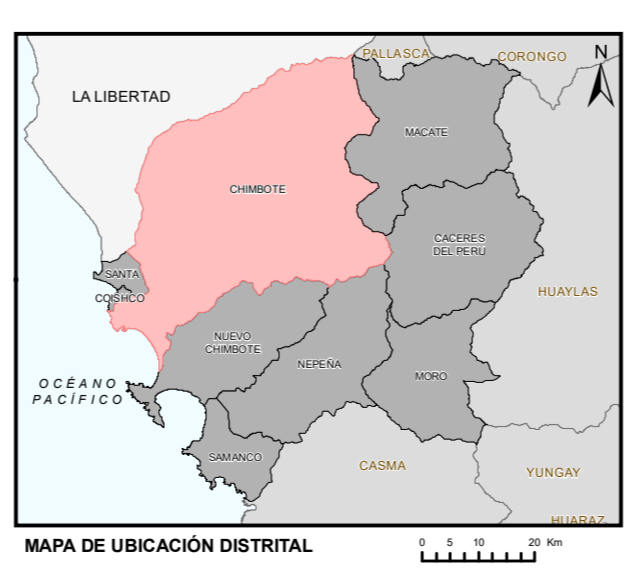 PALLASCA
CORONGO
N
LA LIBERTAD
MACATE
CHIMBOTE
CACERES
DEL PERU
SANTA
COISHCO
HUAYLAS
NUEVO
CHIMBOTE
NEPEÑA
MORO
OCÉANO
PACÍFICO
SAMANCO
CASMA
YUNGAY
HUARAZ
MAPA DE UBICACIÓN DISTRITAL
0 5 10 20 Km